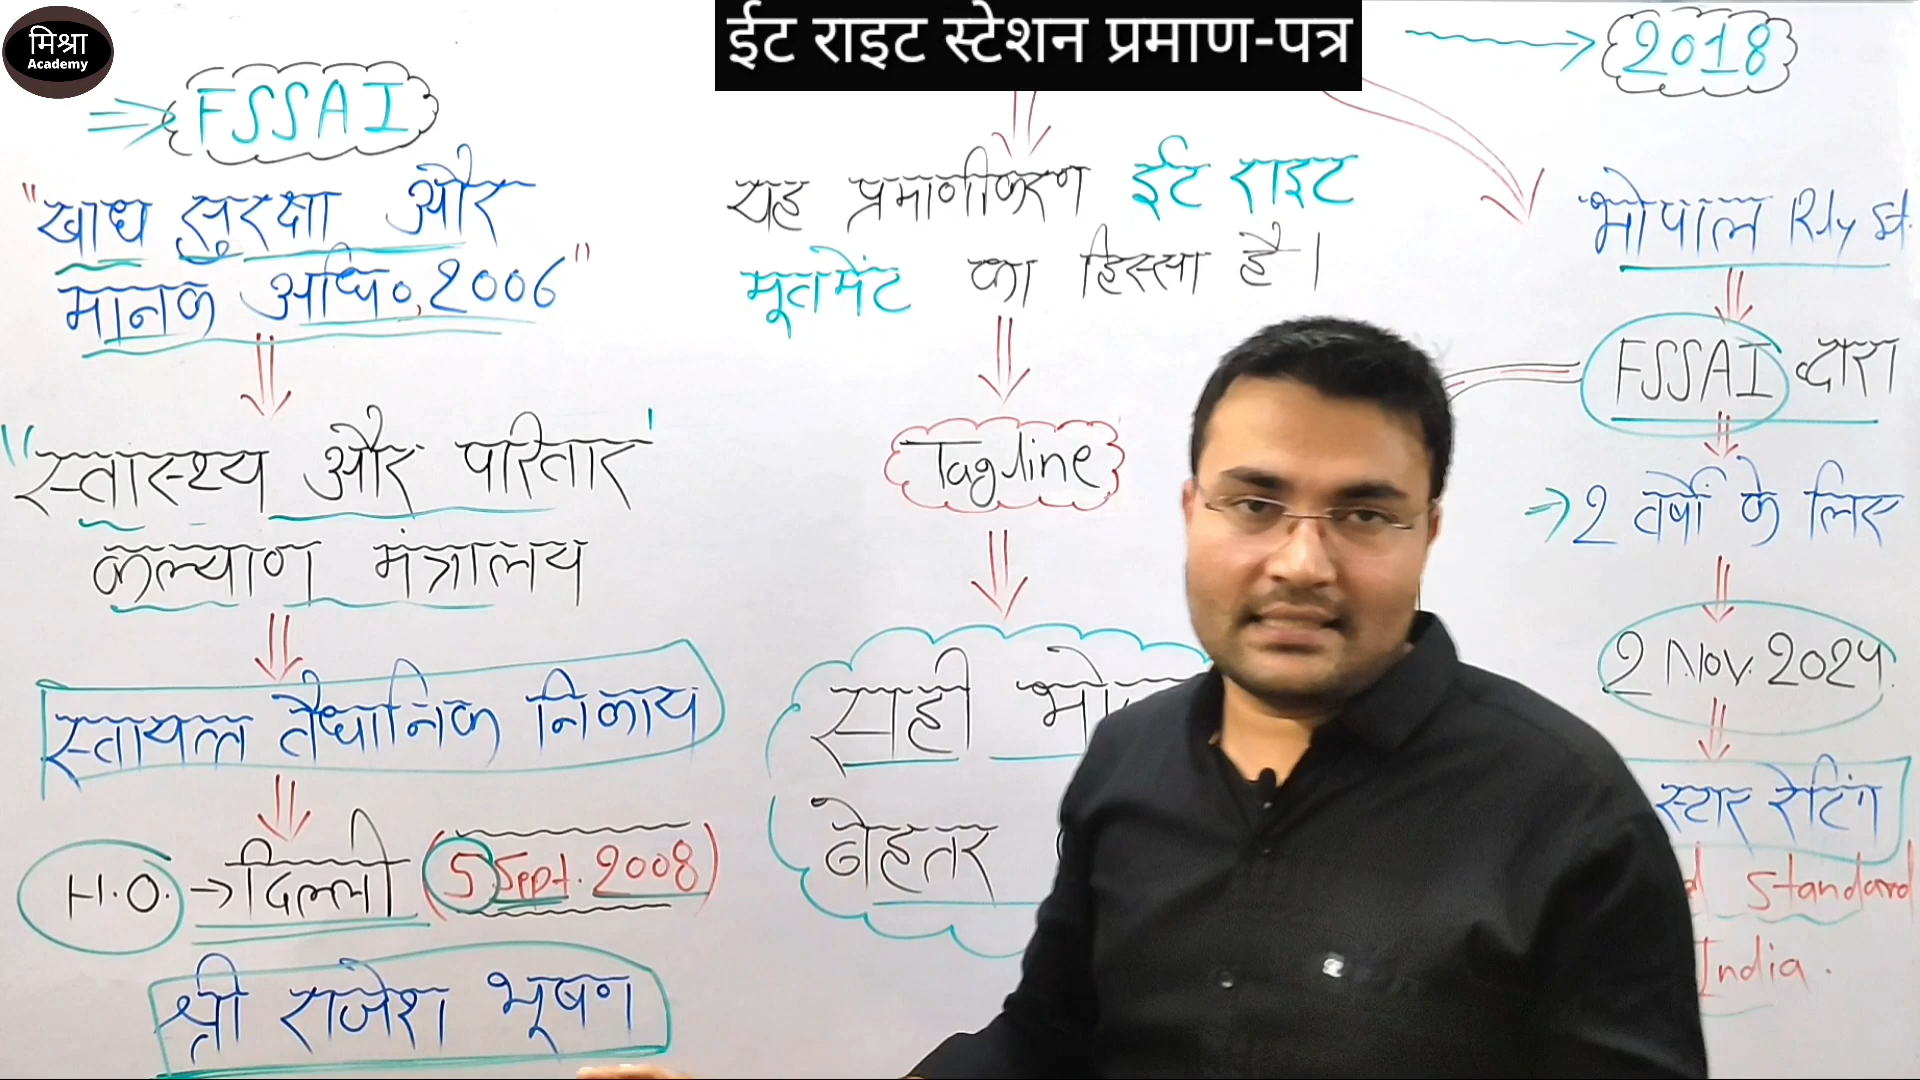 मिश्रा
Academy
ईट राइट स्टेशन प्रमाण-पत्र
2018
FSSAI
"खाद्य सुरक्षा और
मानक अधि०, 2006"
"स्वास्थ्य और परिवार
कल्याण मंत्रालय
स्वायत्त वैधानिक निकाय
H.O. → दिल्ली (5 Sept. 2008)
श्री राजेश भूषण
यह प्रमाणीकरण ईट राइट
मूवमेंट का हिस्सा है।
Tagline
सही
बेहतर
भोपाल Rly St.
FSSAI द्वारा
→ 2 वर्षों के लिए
2 Nov. 2024
स्टार रेटिंग
Standard
India.